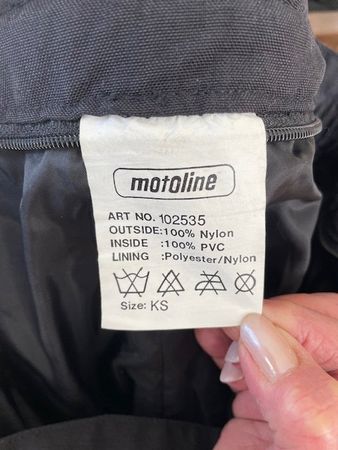 motoline
ART NO. 102535
OUTSIDE:100% Nylon
INSIDE :100% PVC
LINING :Polyester/Nylon
Size: KS